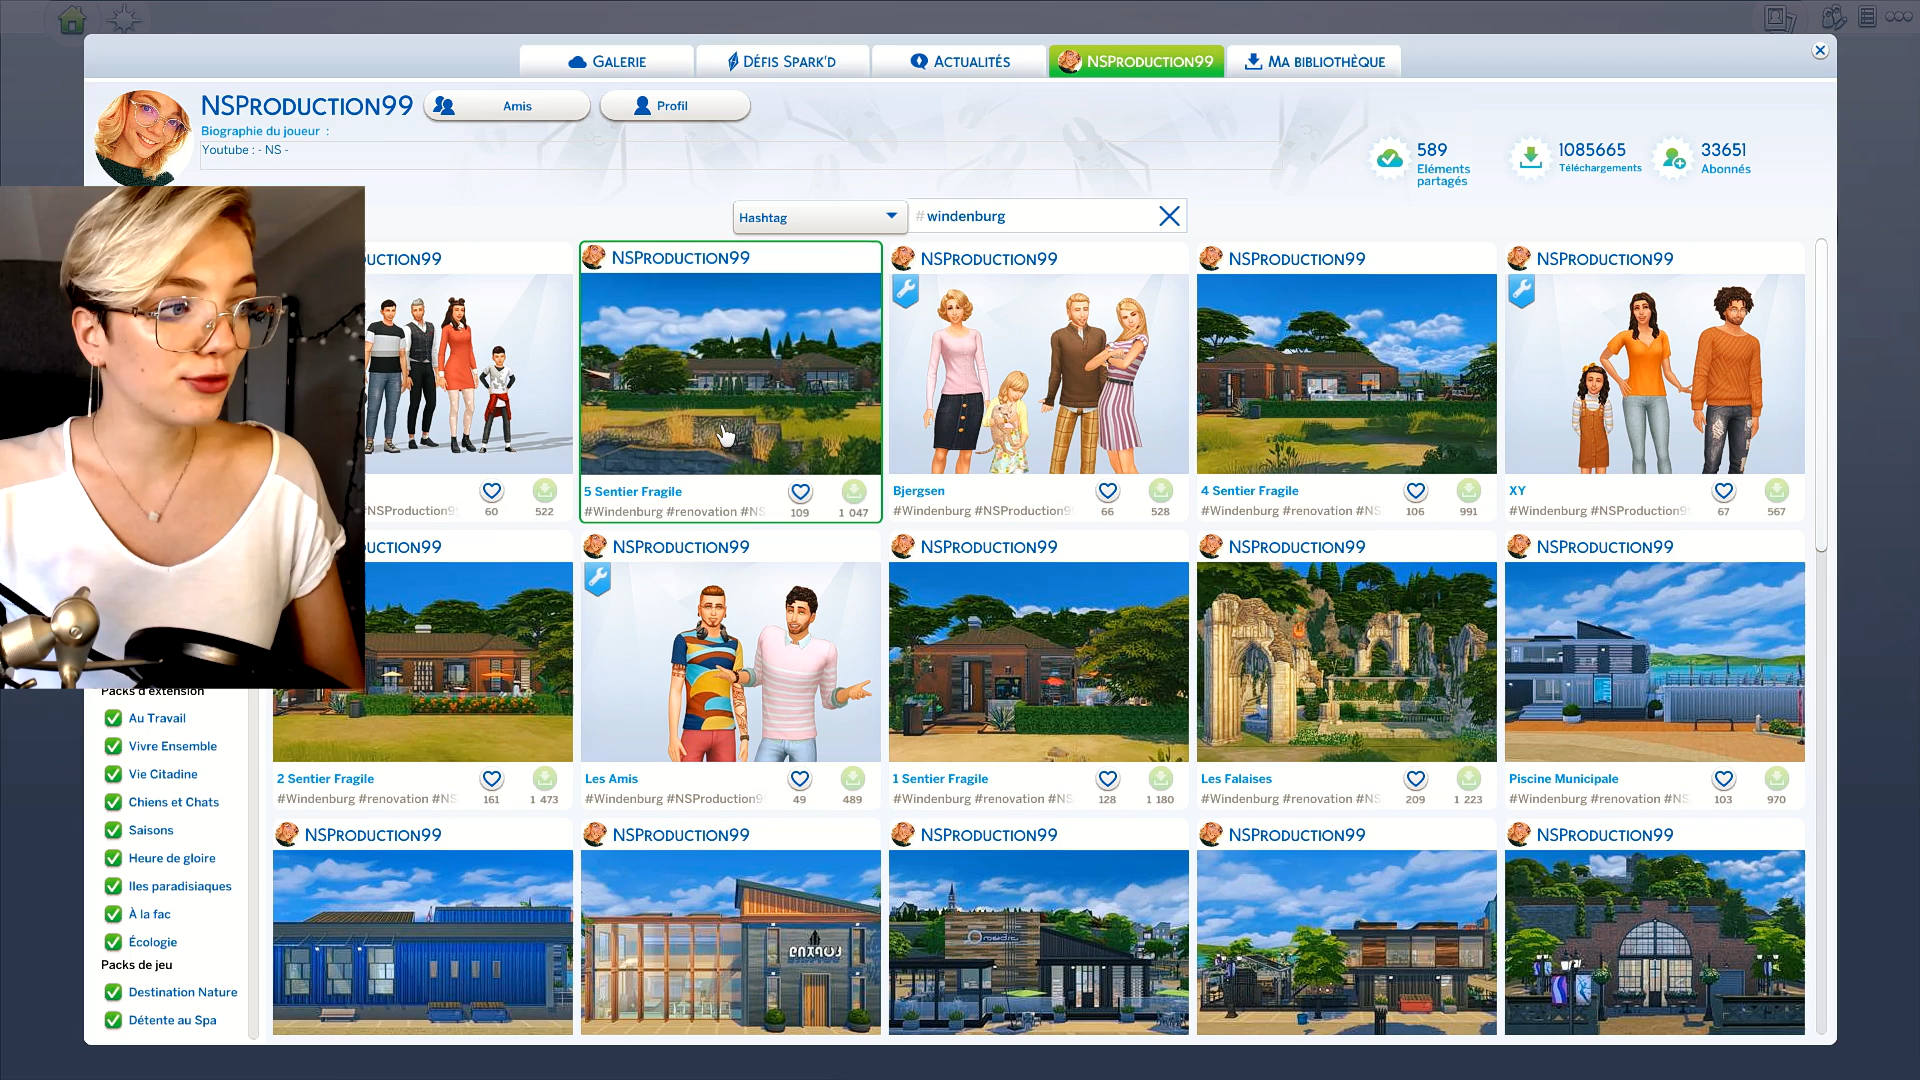 GALERIE
DÉFIS SPARK'D
ACTUALITÉS
NSPRODUCTION99
MA BIBLIOTHÈQUE
NSPRODUCTION99
Amis
Profil
Biographie du joueur :
Youtube : - NS -
589
Eléments
partagés
1085665
Téléchargements
33651
Abonnés
Hashtag
#windenburg
UCTION99
NSPRODUCTION99
NSPRODUCTION99
NSPRODUCTION99
NSPRODUCTION99
#NSProduction9
60
522
5 Sentier Fragile
#Windenburg #renovation #NS
109
1 047
Bjergsen
#Windenburg #NSProduction9
66
528
4 Sentier Fragile
#Windenburg #renovation #NS
106
991
XY
#Windenburg #NSProduction9
67
567
UCTION99
NSPRODUCTION99
NSPRODUCTION99
NSPRODUCTION99
NSPRODUCTION99
2 Sentier Fragile
#Windenburg #renovation #NS
161
1 473
Les Amis
#Windenburg #NSProduction9
49
489
1 Sentier Fragile
#Windenburg #renovation #NS
128
1 180
Les Falaises
#Windenburg #renovation #NS
209
1 223
Piscine Municipale
#Windenburg #renovation #NS
103
970
NSPRODUCTION99
NSPRODUCTION99
NSPRODUCTION99
NSPRODUCTION99
NSPRODUCTION99
Packs d'extension
Au Travail
Vivre Ensemble
Vie Citadine
Chiens et Chats
Saisons
Heure de gloire
Iles paradisiaques
À la fac
Écologie
Packs de jeu
Destination Nature
Détente au Spa